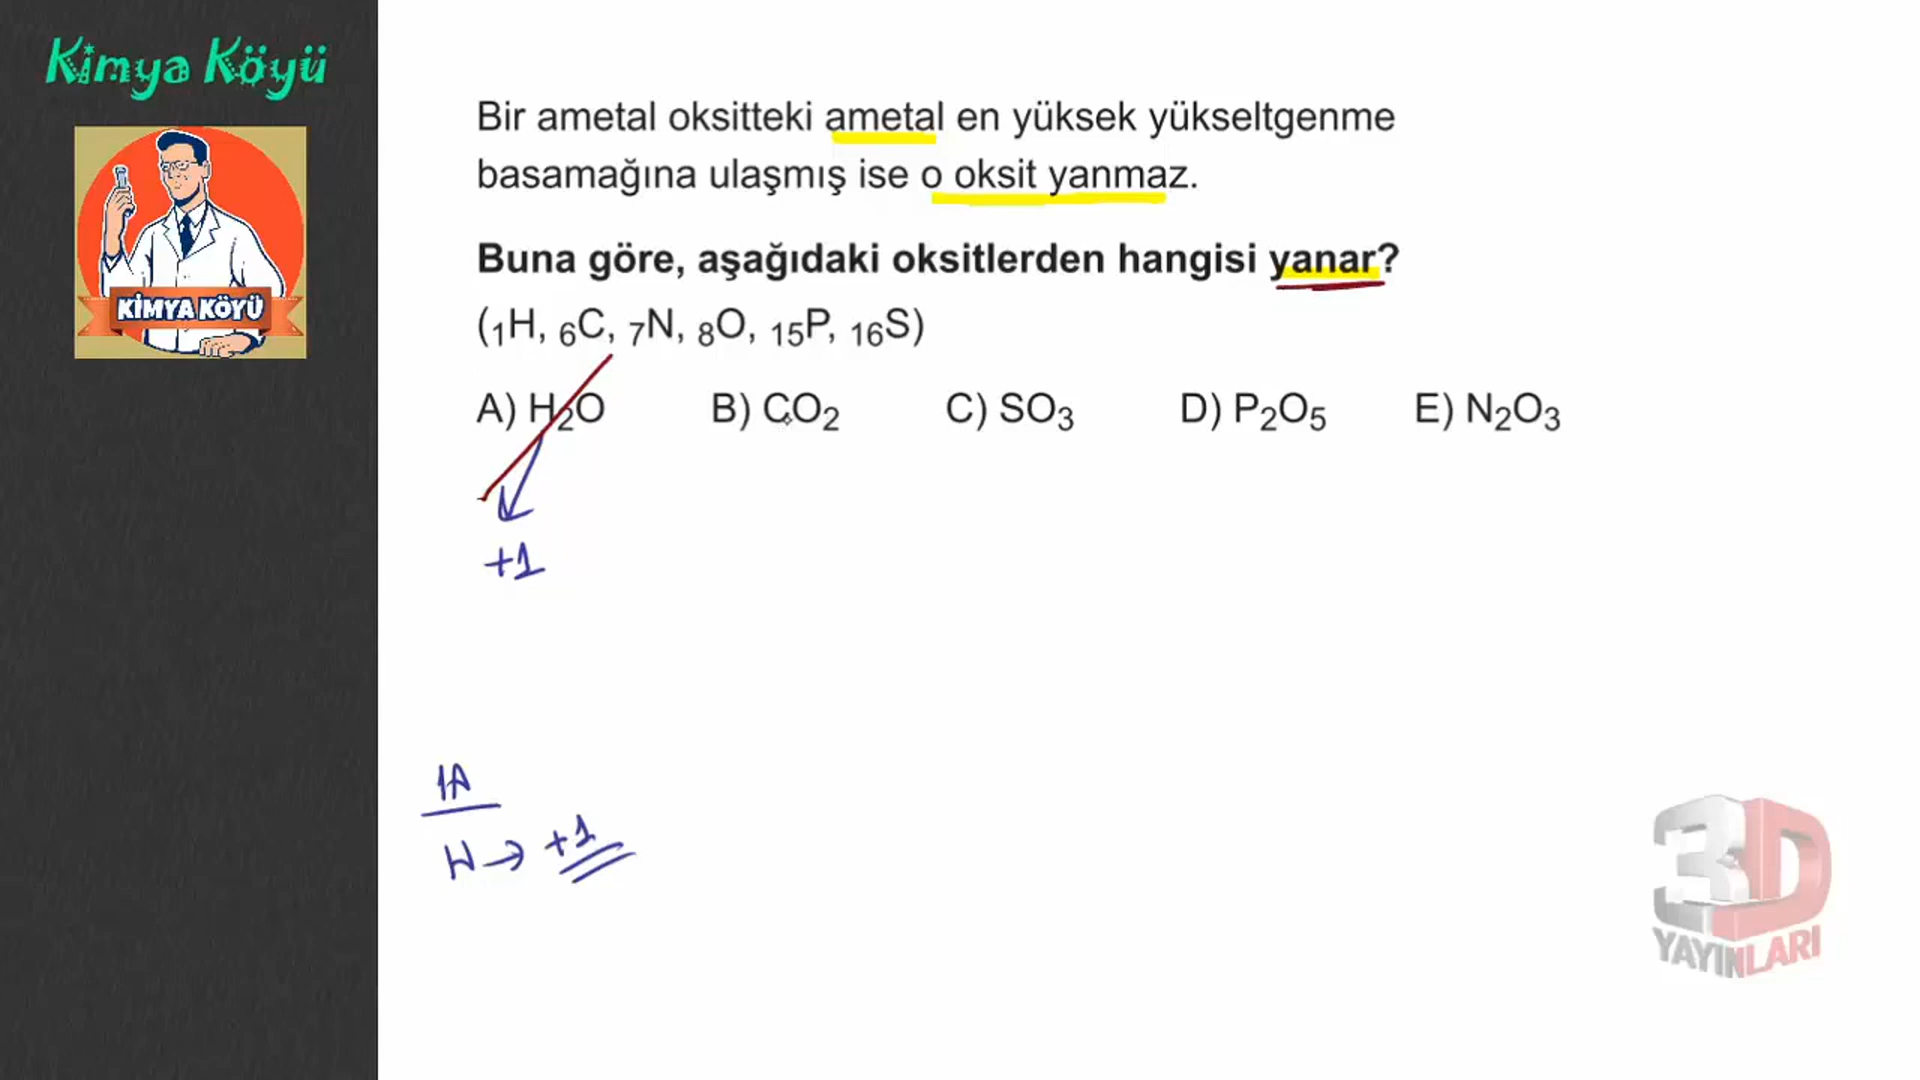 Kimya Köyü
KİMYA KÖYÜ
Bir ametal oksitteki ametal en yüksek yükseltgenme
basamağına ulaşmış ise o oksit yanmaz.
Buna göre, aşağıdaki oksitlerden hangisi yanar?
(₁H, ₆C, ₇N, ₈O, ₁₅P, ₁₆S)
A) H₂O B) CO₂ C) SO₃ D) P₂O₅ E) N₂O₃
+1
1A
H → +1
3D
YAYINLARI